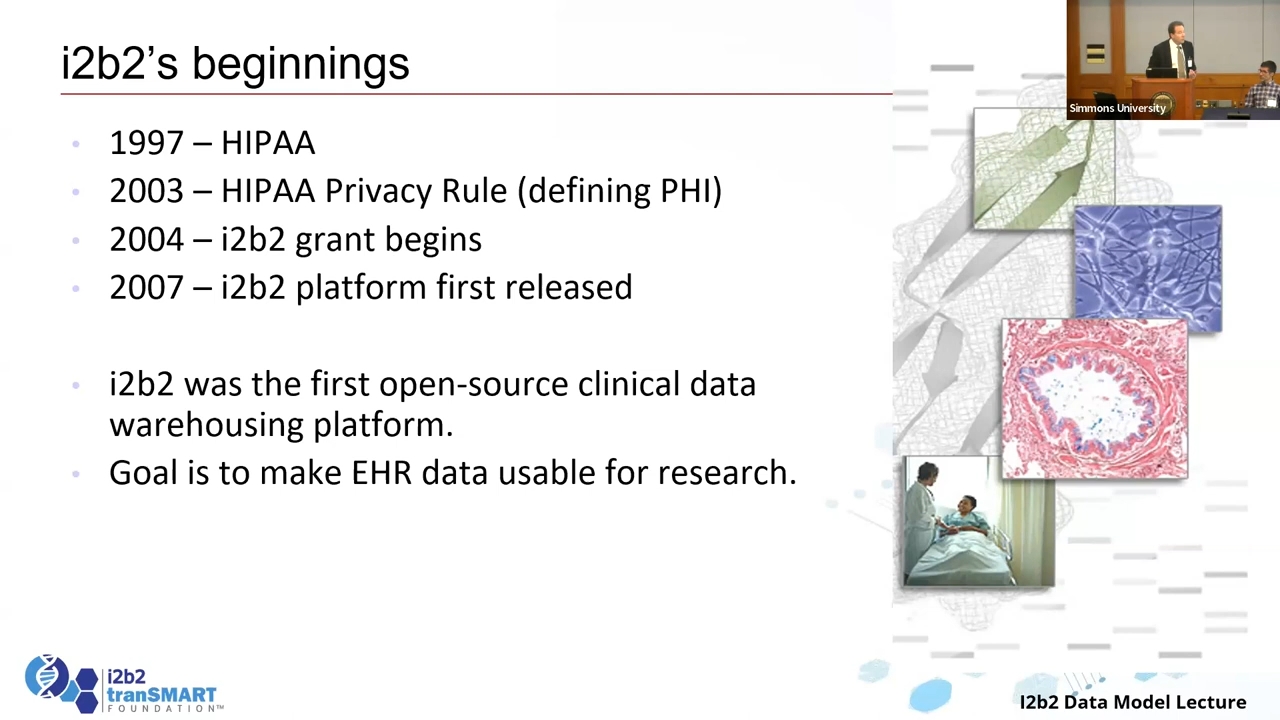 i2b2’s beginnings
Simmons University
• 1997 – HIPAA
• 2003 – HIPAA Privacy Rule (defining PHI)
• 2004 – i2b2 grant begins
• 2007 – i2b2 platform first released
• i2b2 was the first open-source clinical data
warehousing platform.
• Goal is to make EHR data usable for research.
i2b2
tranSMART
FOUNDATION™
I2b2 Data Model Lecture